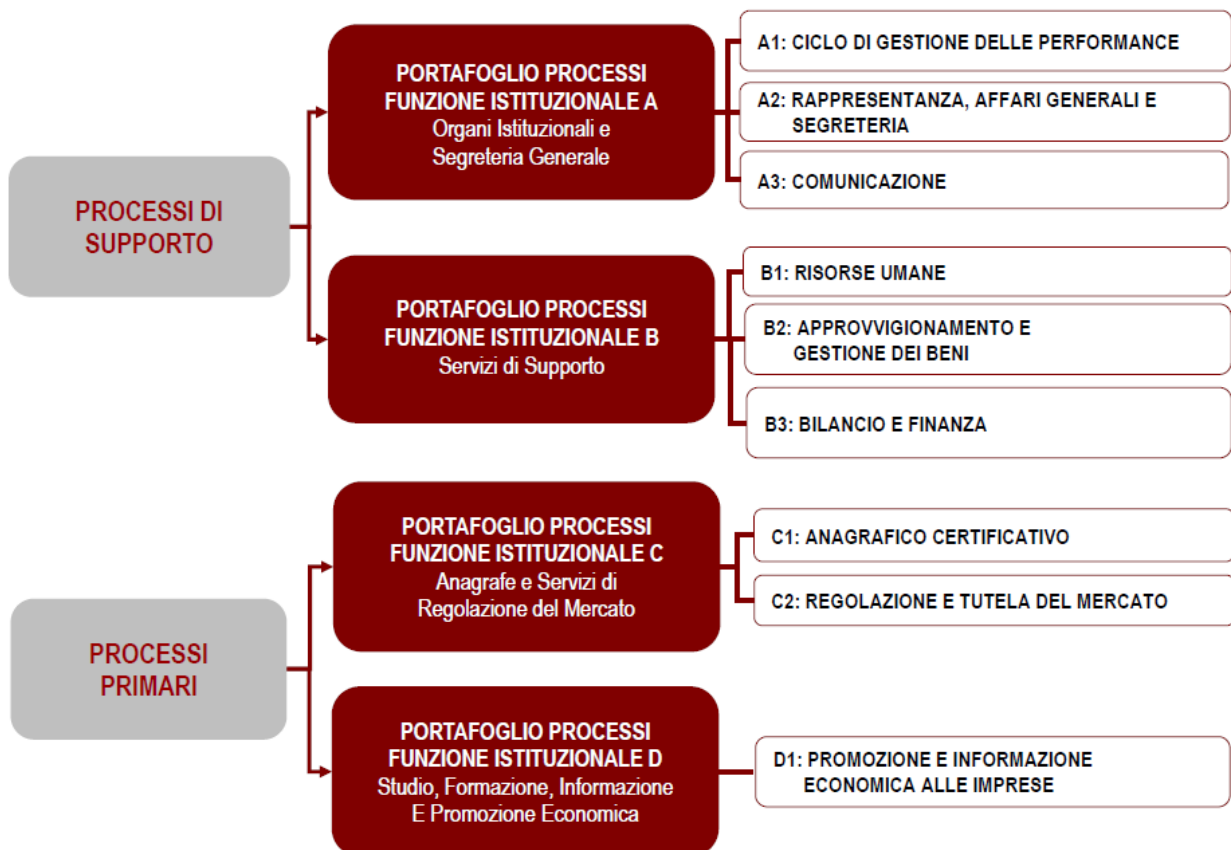 PROCESSI DI
SUPPORTO
PORTAFOGLIO PROCESSI
FUNZIONE ISTITUZIONALE A
Organi Istituzionali e
Segreteria Generale
A1: CICLO DI GESTIONE DELLE PERFORMANCE
A2: RAPPRESENTANZA, AFFARI GENERALI E
SEGRETERIA
A3: COMUNICAZIONE
PORTAFOGLIO PROCESSI
FUNZIONE ISTITUZIONALE B
Servizi di Supporto
B1: RISORSE UMANE
B2: APPROVVIGIONAMENTO E
GESTIONE DEI BENI
B3: BILANCIO E FINANZA
PROCESSI
PRIMARI
PORTAFOGLIO PROCESSI
FUNZIONE ISTITUZIONALE C
Anagrafe e Servizi di
Regolazione del Mercato
C1: ANAGRAFICO CERTIFICATIVO
C2: REGOLAZIONE E TUTELA DEL MERCATO
PORTAFOGLIO PROCESSI
FUNZIONE ISTITUZIONALE D
Studio, Formazione, Informazione
E Promozione Economica
D1: PROMOZIONE E INFORMAZIONE
ECONOMICA ALLE IMPRESE